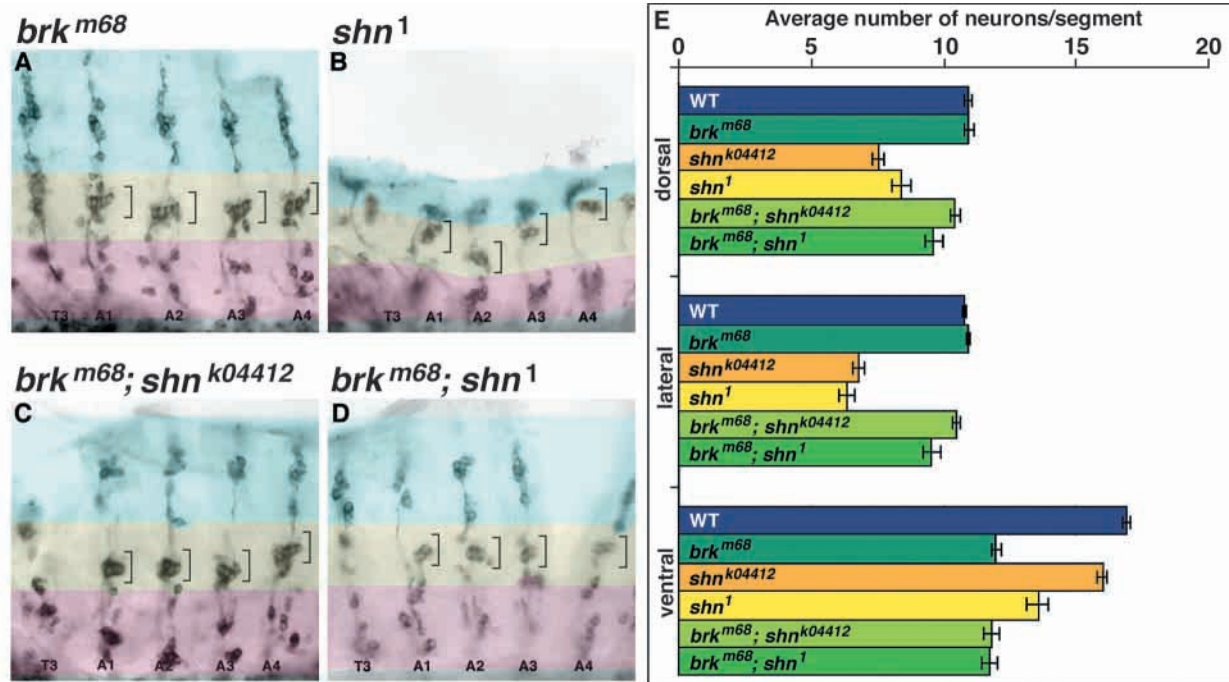 brk m68
shn 1
A
B
T3 A1 A2 A3 A4
T3 A1 A2 A3 A4
brk m68; shn k04412
brk m68; shn 1
C
D
T3 A1 A2 A3 A4
T3 A1 A2 A3 A4
E
Average number of neurons/segment
0 5 10 15 20
dorsal
WT
brk m68
shn k04412
shn 1
brk m68; shn k04412
brk m68; shn 1
lateral
WT
brk m68
shn k04412
shn 1
brk m68; shn k04412
brk m68; shn 1
ventral
WT
brk m68
shn k04412
shn 1
brk m68; shn k04412
brk m68; shn 1